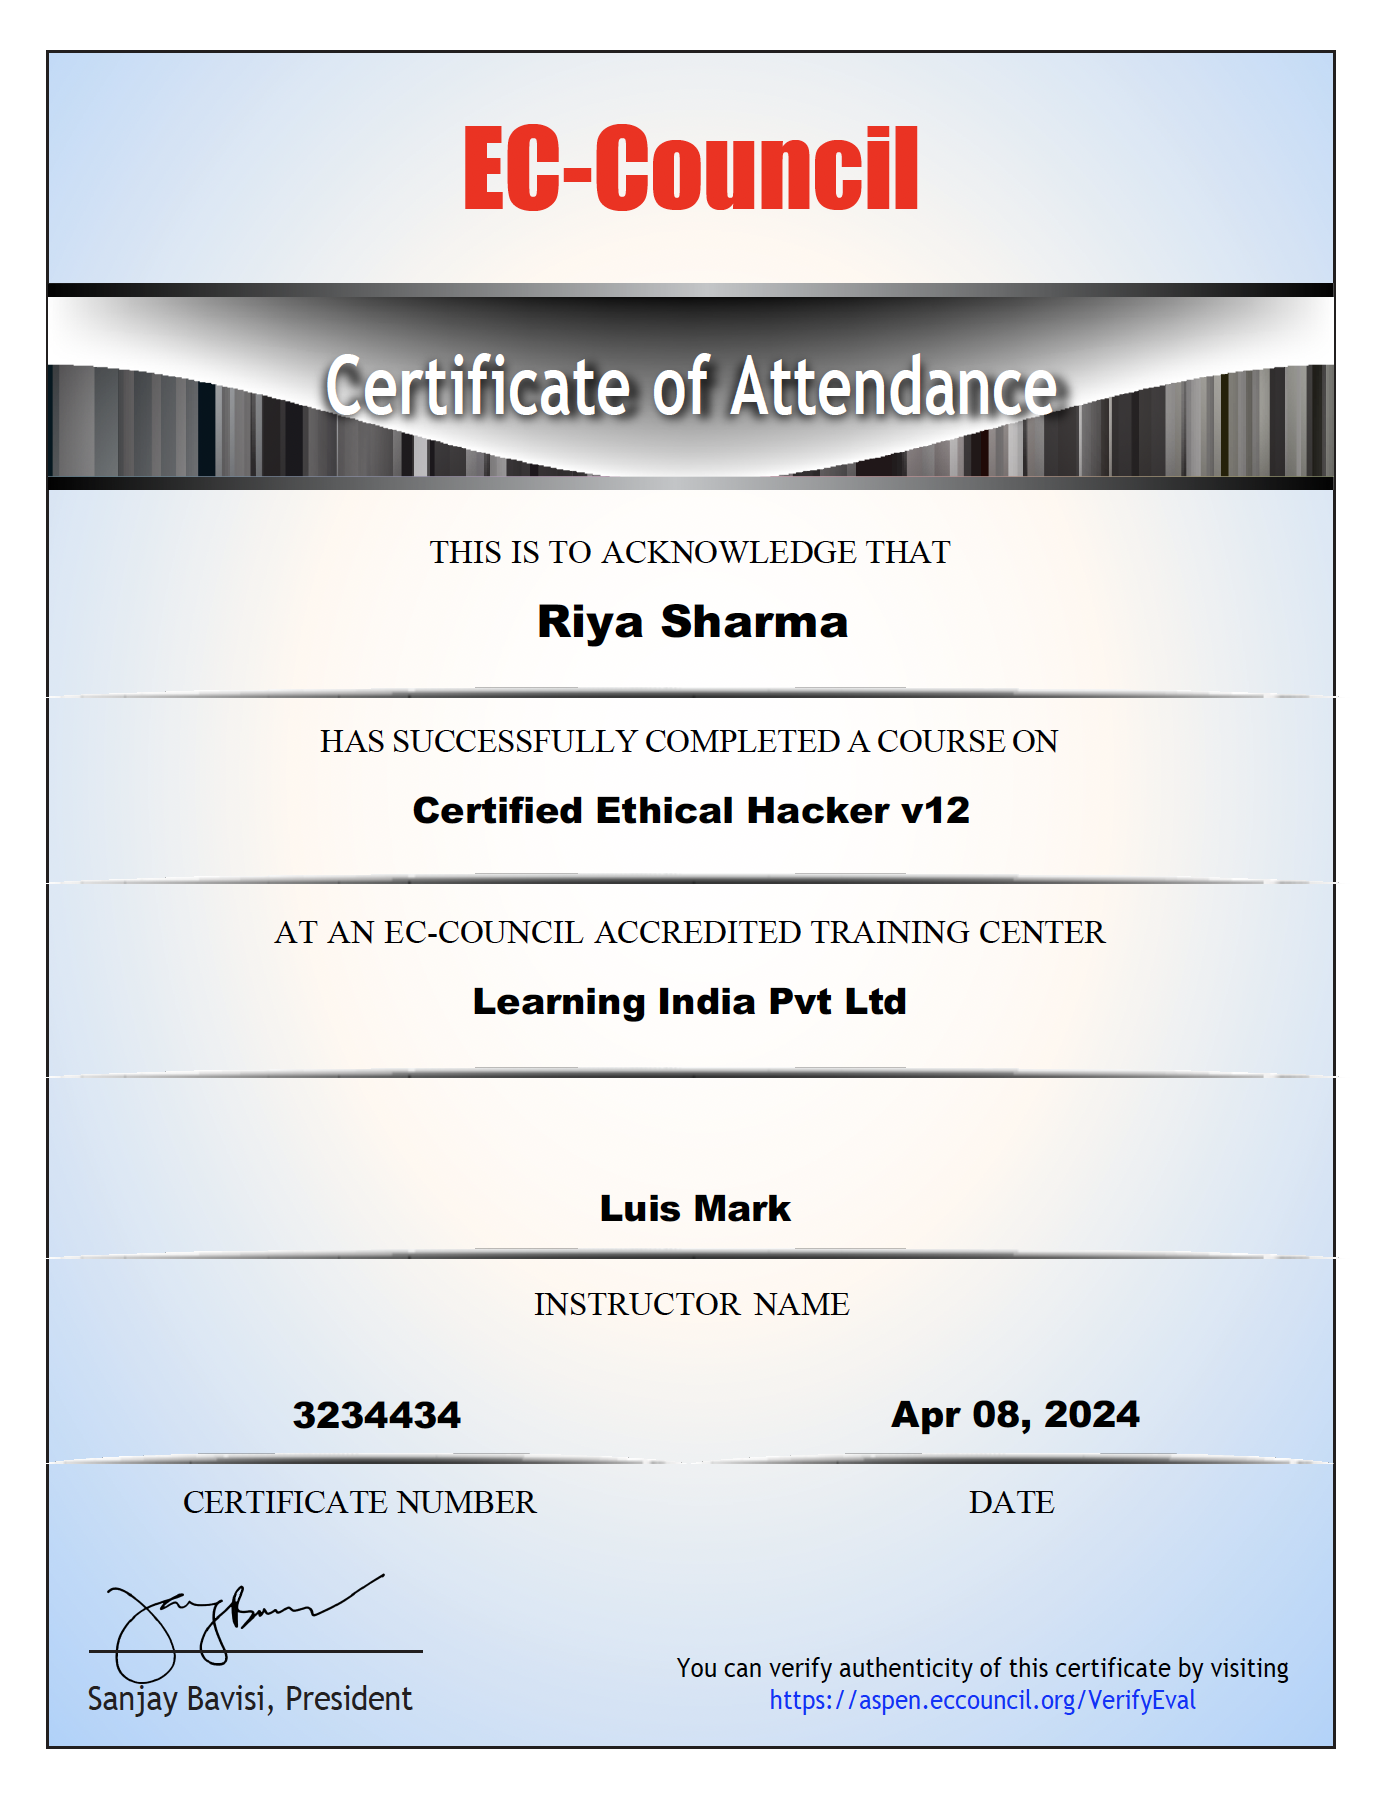 EC-Council
Certificate of Attendance
THIS IS TO ACKNOWLEDGE THAT
Riya Sharma
HAS SUCCESSFULLY COMPLETED A COURSE ON
Certified Ethical Hacker v12
AT AN EC-COUNCIL ACCREDITED TRAINING CENTER
Learning India Pvt Ltd
Luis Mark
INSTRUCTOR NAME
3234434
Apr 08, 2024
CERTIFICATE NUMBER
DATE
Sanjay Bavisi, President
You can verify authenticity of this certificate by visiting
https://aspen.eccouncil.org/VerifyEval